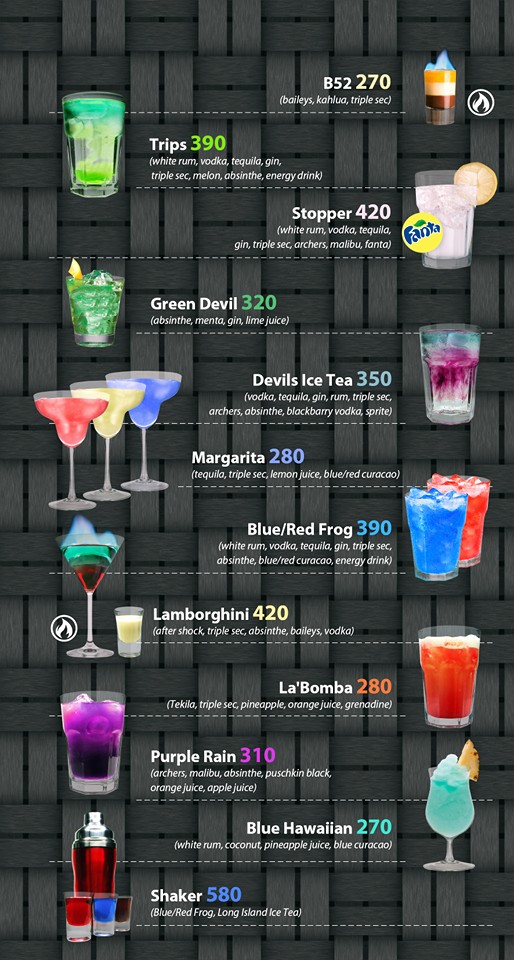 B52 270
(baileys, kahlua, triple sec)
Trips 390
(white rum, vodka, tequila, gin,
triple sec, melon, absinthe, energy drink)
Stopper 420
(white rum, vodka, tequila,
gin, triple sec, archers, malibu, fanta)
Fanta
Green Devil 320
(absinthe, menta, gin, lime juice)
Devils Ice Tea 350
(vodka, tequila, gin, rum, triple sec,
archers, absinthe, blackbarry vodka, sprite)
Margarita 280
(tequila, triple sec, lemon juice, blue/red curacao)
Blue/Red Frog 390
(white rum, vodka, tequila, gin, triple sec,
absinthe, blue/red curacao, energy drink)
Lamborghini 420
(after shock, triple sec, absinthe, baileys, vodka)
La'Bomba 280
(Tekila, triple sec, pineapple, orange juice, grenadine)
Purple Rain 310
(archers, malibu, absinthe, puschkin black,
orange juice, apple juice)
Blue Hawaiian 270
(white rum, coconut, pineapple juice, blue curacao)
Shaker 580
(Blue/Red Frog, Long Island Ice Tea)